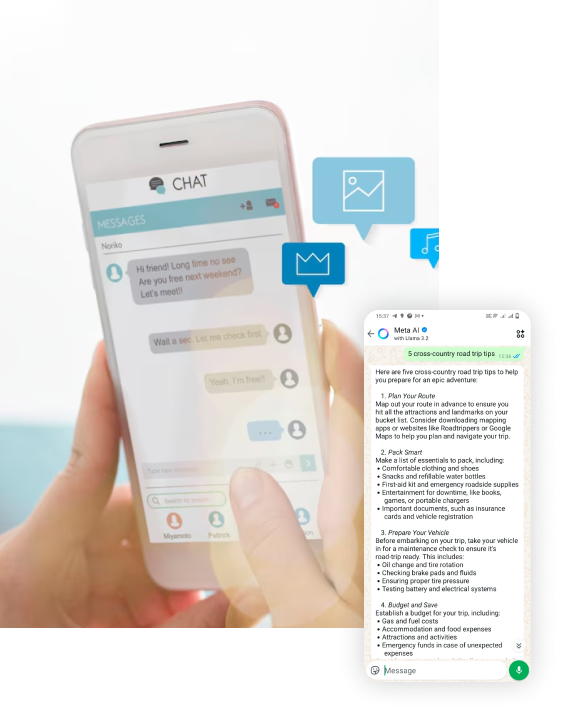 CHAT
MESSAGES
Noriko
Hi friend! Long time no see
Are you free next weekend?
Let's meet!!
Wait a sec. Let me check first
Yeah, I'm free!!
...
Type new message
Search to
Miyamoto Patrick
15:37
Meta AI
with Llama 3.2
5 cross-country road trip tips
Here are five cross-country road trip tips to help
you prepare for an epic adventure:
1. Plan Your Route
Map out your route in advance to ensure you
hit all the attractions and landmarks on your
bucket list. Consider downloading mapping
apps or websites like Roadtrippers or Google
Maps to help you plan and navigate your trip.
2. Pack Smart
Make a list of essentials to pack, including:
• Comfortable clothing and shoes
• Snacks and refillable water bottles
• First-aid kit and emergency roadside supplies
• Entertainment for downtime, like books,
games, or portable chargers
• Important documents, such as insurance
cards and vehicle registration
3. Prepare Your Vehicle
Before embarking on your trip, take your vehicle
in for a maintenance check to ensure it's
road-trip ready. This includes:
• Oil change and tire rotation
• Checking brake pads and fluids
• Ensuring proper tire pressure
• Testing battery and electrical systems
4. Budget and Save
Establish a budget for your trip, including:
• Gas and fuel costs
• Accommodation and food expenses
• Attractions and activities
• Emergency funds in case of unexpected
expenses
Message